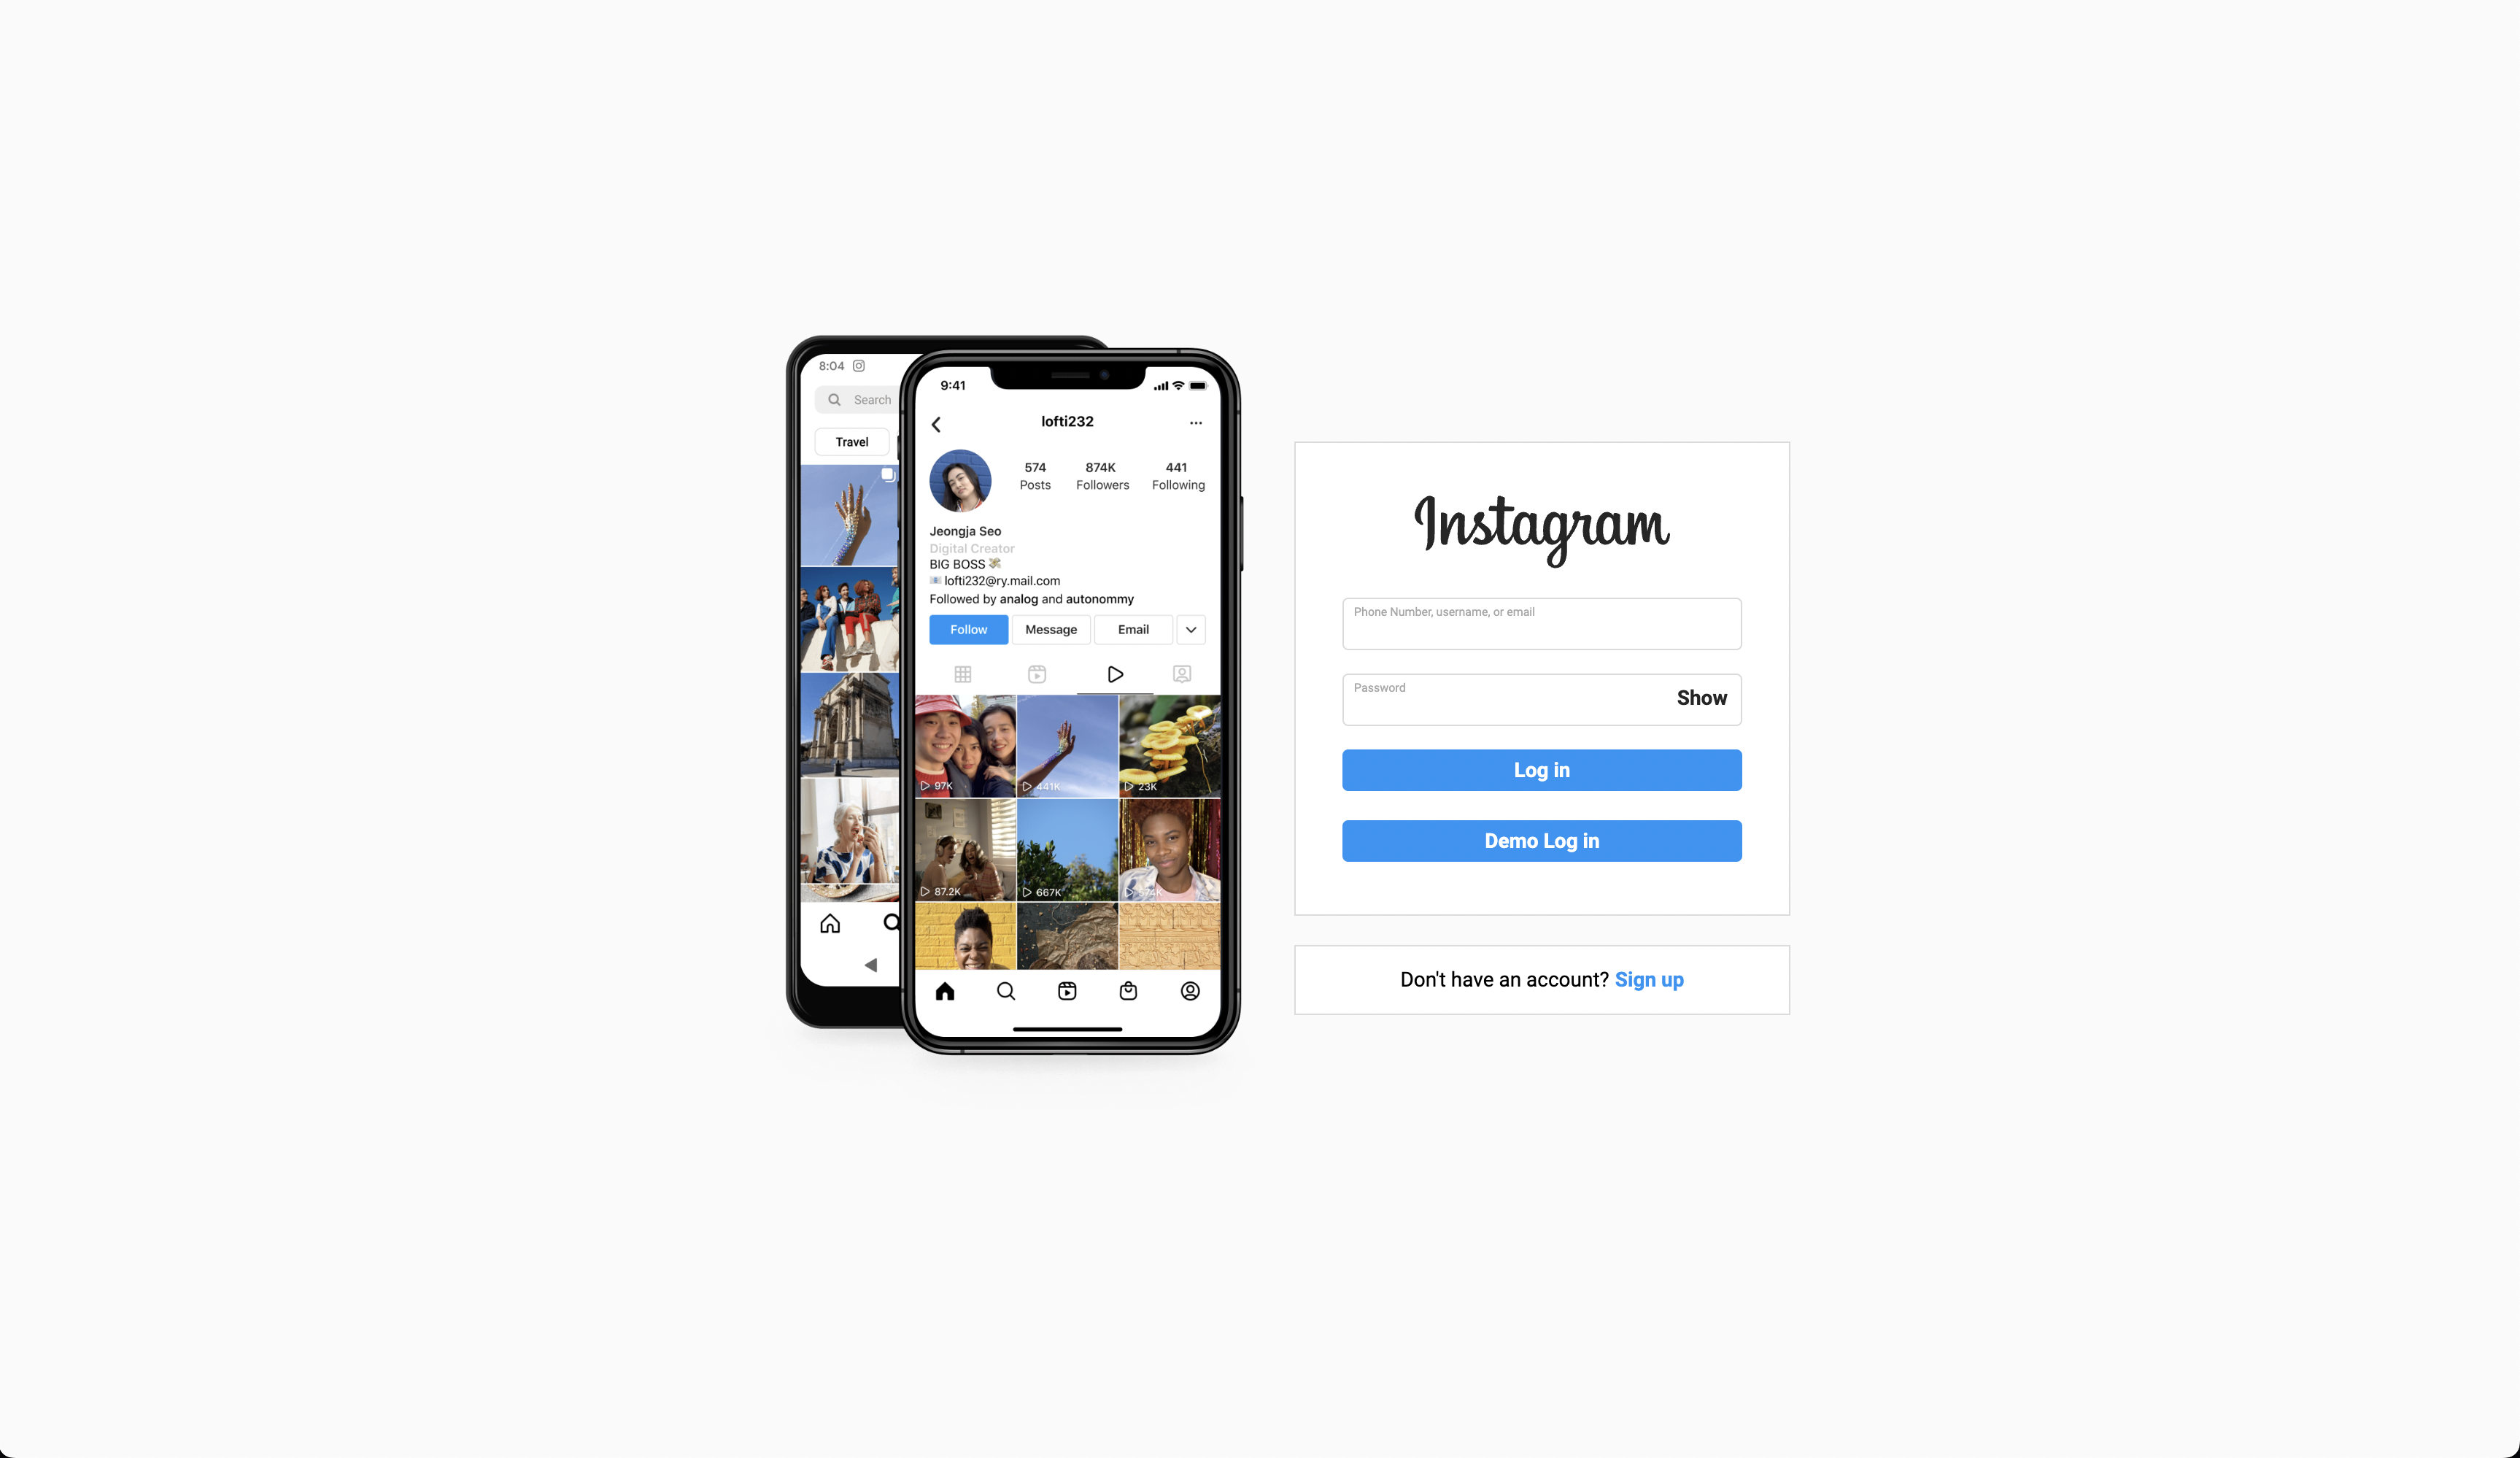 8:04
Search
Travel
9:41
lofti232
574 874K 441
Posts Followers Following
Jeongja Seo
Digital Creator
BIG BOSS
lofti232@ry.mail.com
Followed by analog and autonommy
Follow Message Email
97K 441K 23K
87.2K 667K
Instagram
Phone Number, username, or email
Password
Show
Log in
Demo Log in
Don't have an account? Sign up